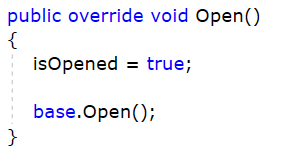 public override void Open()
{
isOpened = true;
base.Open();
}